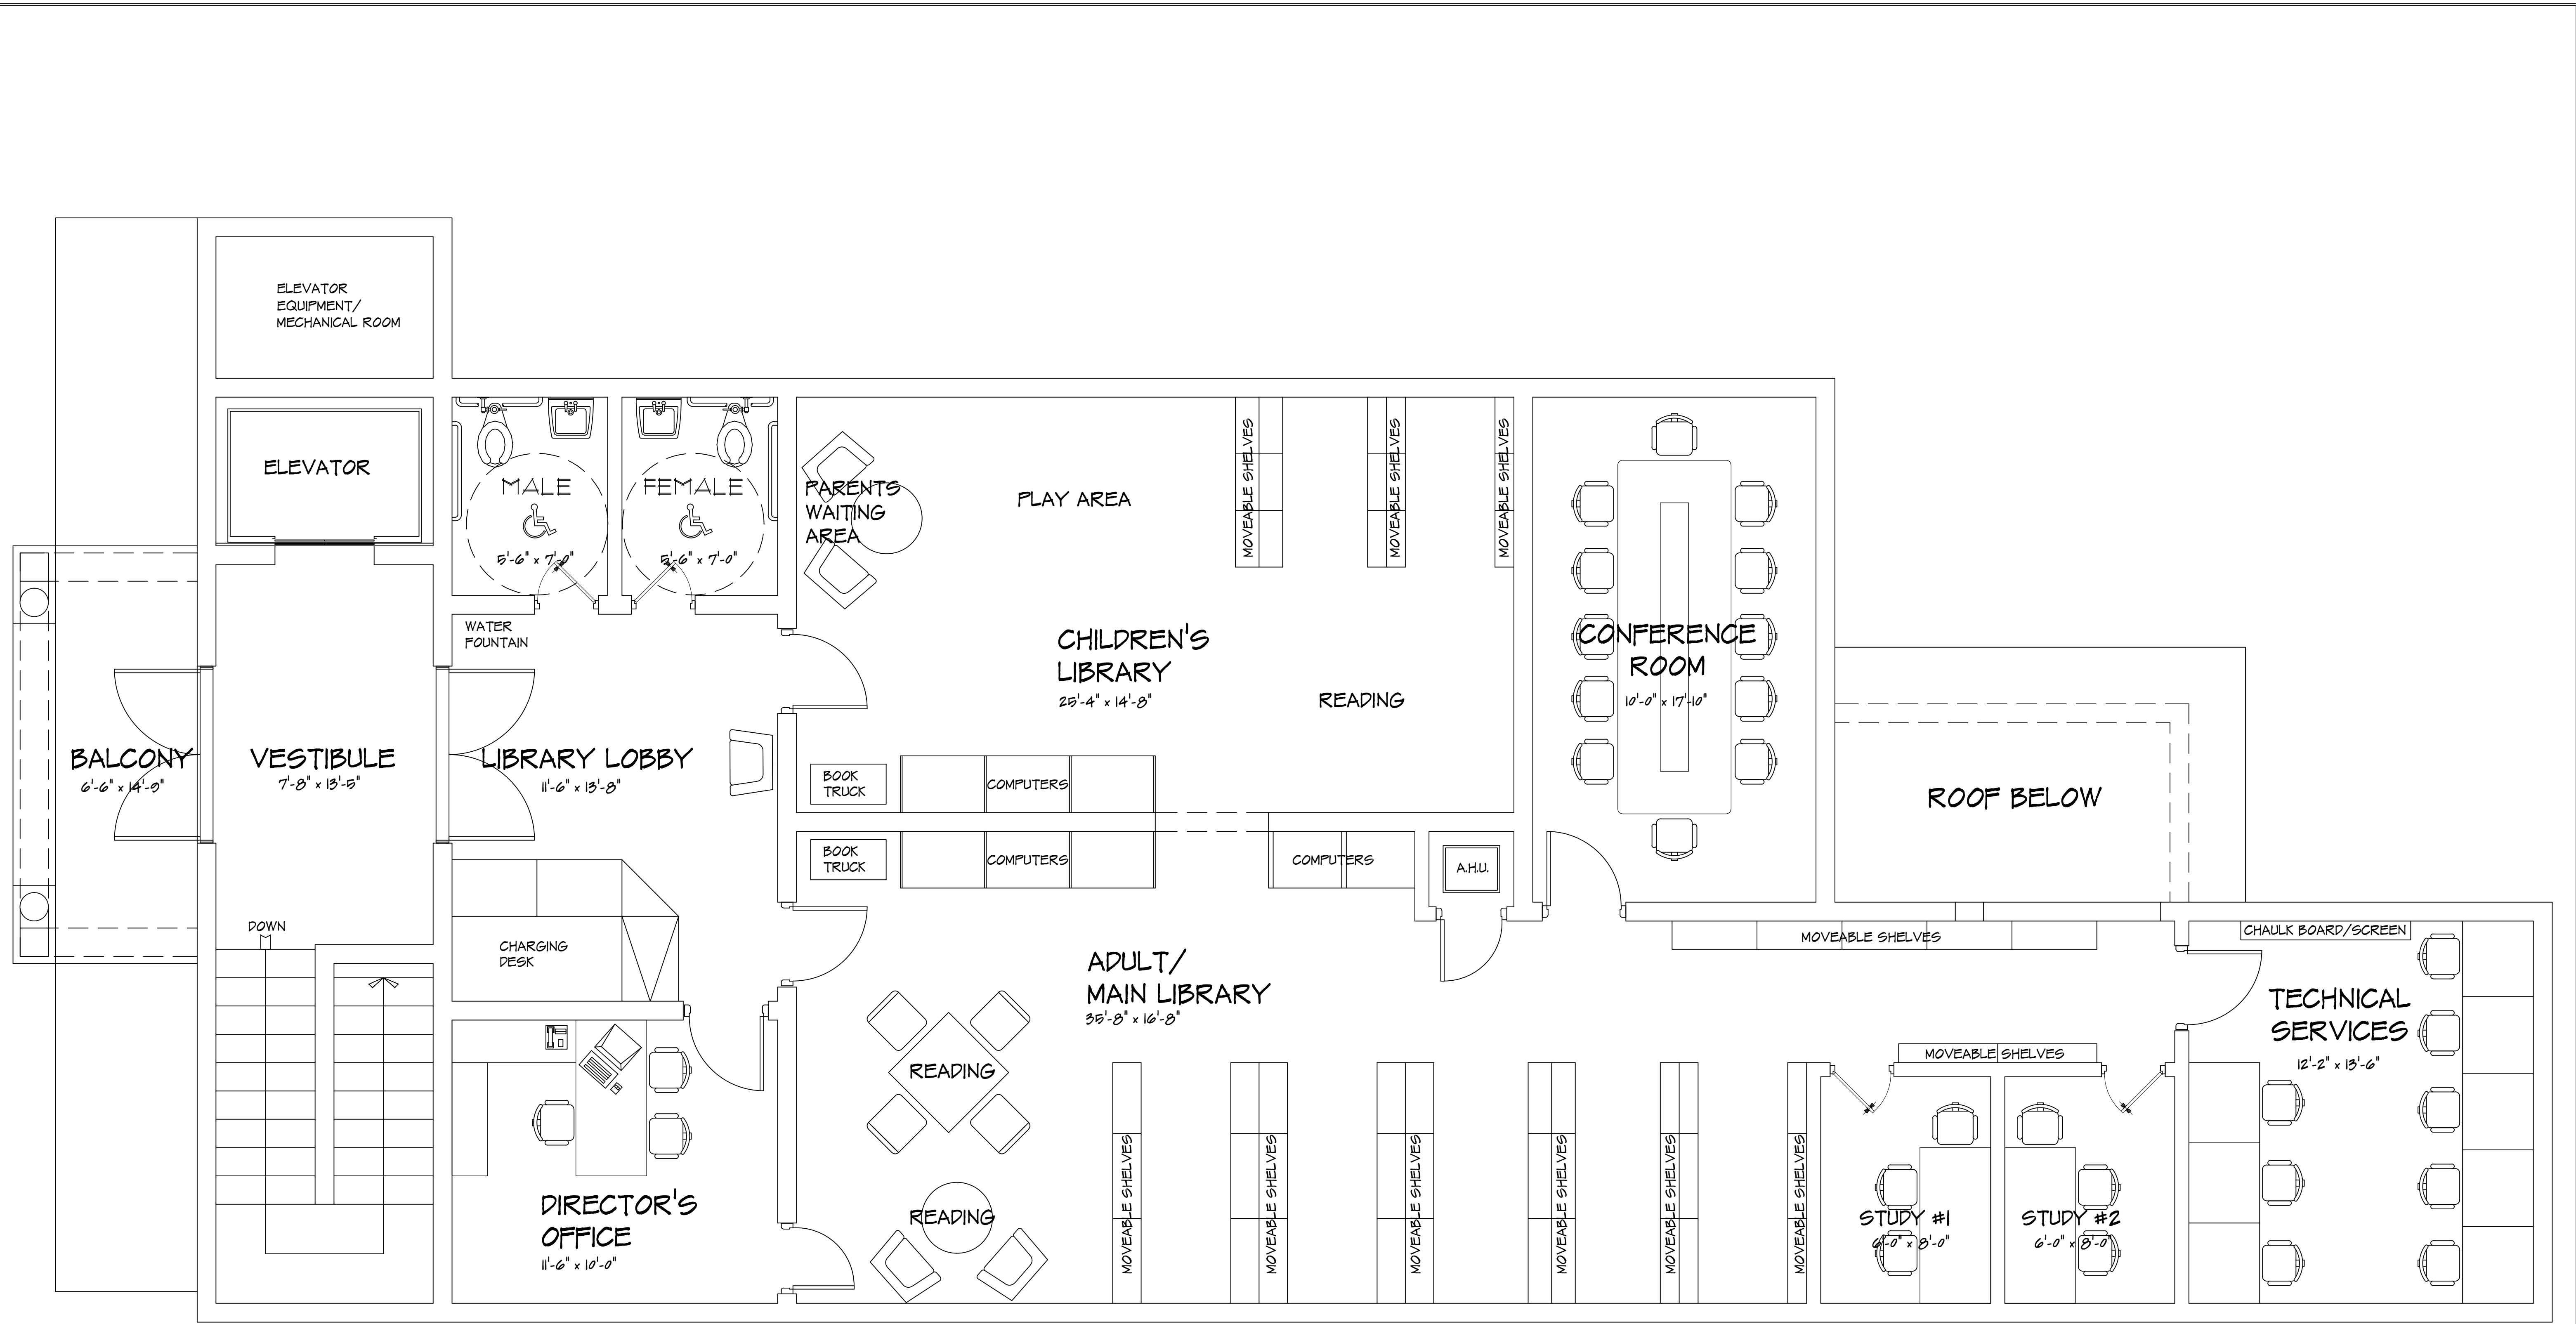 ELEVATOR
EQUIPMENT/
MECHANICAL ROOM
ELEVATOR
MALE
5'-6" x 7'-0"
FEMALE
5'-6" x 7'-0"
PARENTS
WAITING
AREA
PLAY AREA
MOVEABLE SHELVES
MOVEABLE SHELVES
MOVEABLE SHELVES
WATER
FOUNTAIN
CHILDREN'S
LIBRARY
25'-4" x 14'-8"
READING
CONFERENCE
ROOM
10'-0" x 17'-10"
BALCONY
6'-6" x 14'-9"
VESTIBULE
7'-8" x 13'-5"
LIBRARY LOBBY
11'-6" x 13'-8"
BOOK
TRUCK
COMPUTERS
ROOF BELOW
BOOK
TRUCK
COMPUTERS
COMPUTERS
A.H.U.
DOWN
CHARGING
DESK
ADULT/
MAIN LIBRARY
35'-8" x 16'-8"
MOVEABLE SHELVES
CHAULK BOARD/SCREEN
TECHNICAL
SERVICES
12'-2" x 13'-6"
MOVEABLE SHELVES
READING
READING
MOVEABLE SHELVES
MOVEABLE SHELVES
MOVEABLE SHELVES
MOVEABLE SHELVES
MOVEABLE SHELVES
MOVEABLE SHELVES
DIRECTOR'S
OFFICE
11'-6" x 10'-0"
STUDY #1
6'-0" x 8'-0"
STUDY #2
6'-0" x 8'-0"